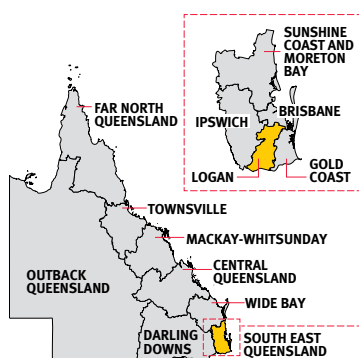 SUNSHINE
COAST AND
MORETON
BAY
BRISBANE
IPSWICH
LOGAN
GOLD
COAST
FAR NORTH
QUEENSLAND
TOWNSVILLE
MACKAY-WHITSUNDAY
CENTRAL
QUEENSLAND
OUTBACK
QUEENSLAND
WIDE BAY
DARLING
DOWNS
SOUTH EAST
QUEENSLAND